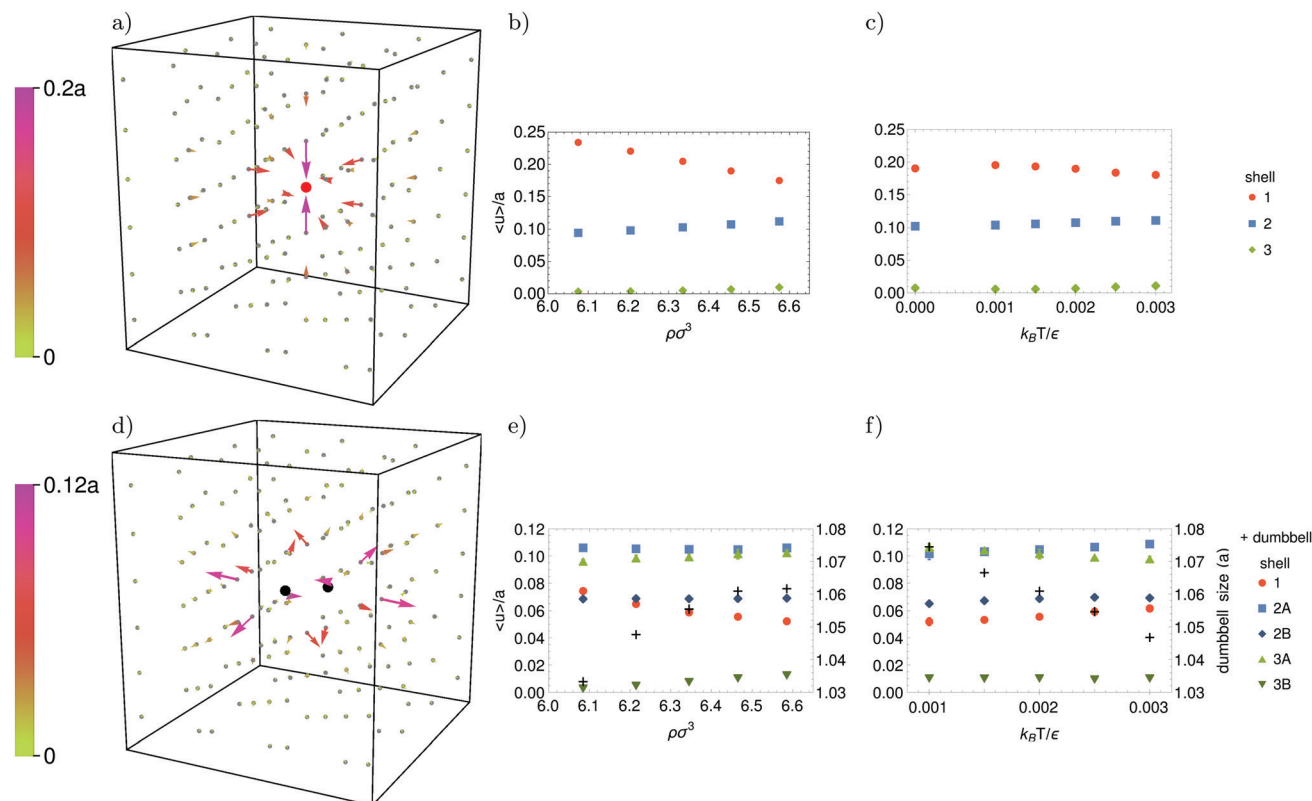 a)
0.2a
0
b)
<u>/a
0.25
0.20
0.15
0.10
0.05
0.00
6.0 6.1 6.2 6.3 6.4 6.5 6.6
ρσ³
c)
0.25
0.20
0.15
0.10
0.05
0.00
0.000 0.001 0.002 0.003
k_BT/ϵ
shell
1
2
3
d)
0.12a
0
e)
<u>/a
0.12
0.10
0.08
0.06
0.04
0.02
0.00
1.08
1.07
1.06
1.05
1.04
1.03
6.0 6.1 6.2 6.3 6.4 6.5 6.6
ρσ³
f)
0.12
0.10
0.08
0.06
0.04
0.02
0.00
1.08
1.07
1.06
1.05
1.04
1.03
dumbbell size (a)
0.001 0.002 0.003
k_BT/ϵ
+ dumbbell
shell
1
2A
2B
3A
3B